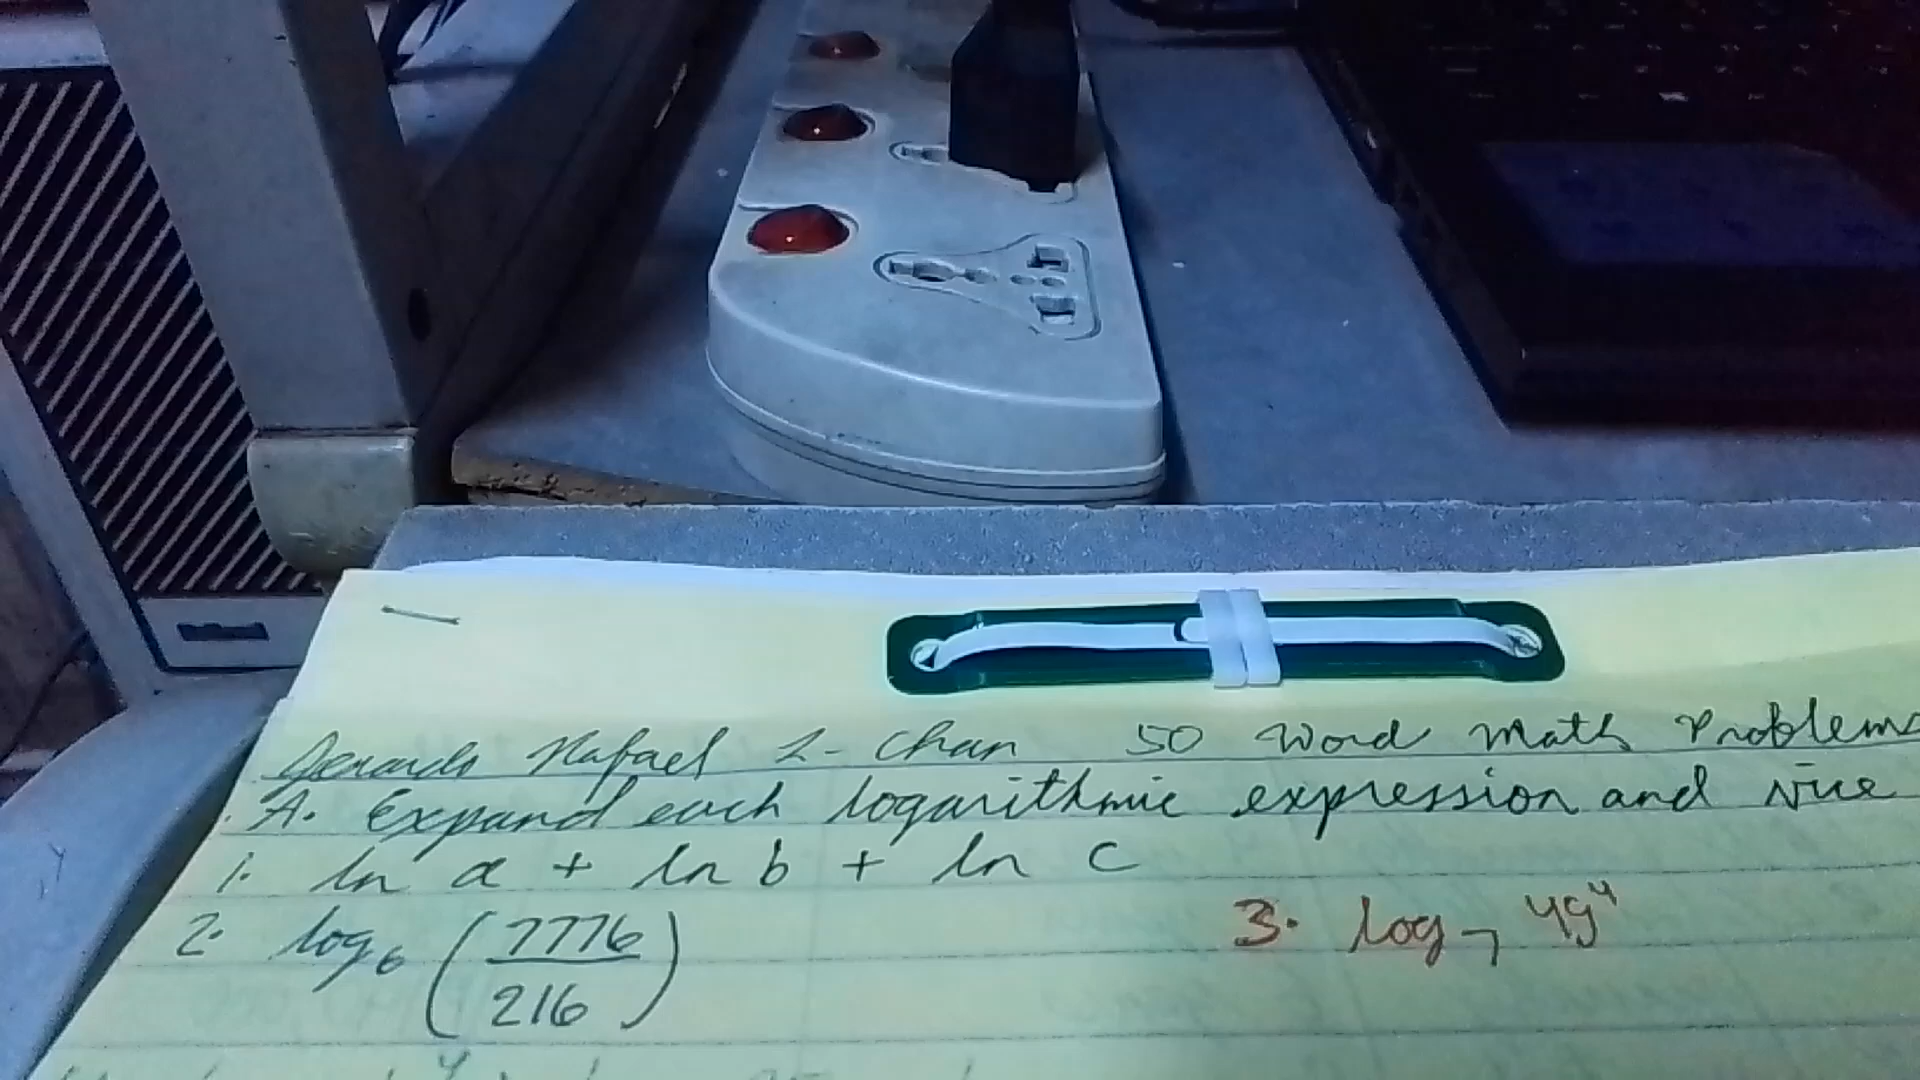 Gerardo Rafael L. Chan 50 Word Math Problems
A. Expand each logarithmic expression and vice
1. ln a + ln b + ln c
2. log₆ (7776/216) 3. log₇ 49⁴